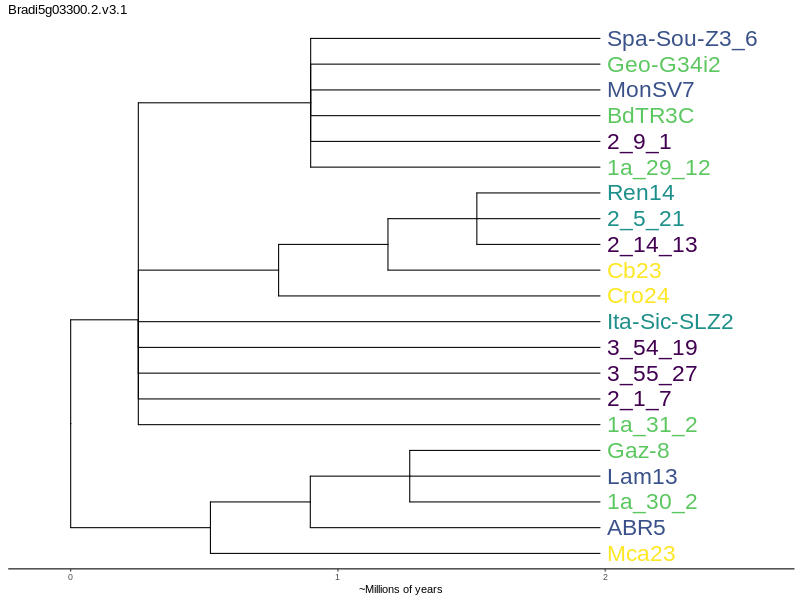 Bradi5g03300.2.v3.1
Spa-Sou-Z3_6
Geo-G34i2
MonSV7
BdTR3C
2_9_1
1a_29_12
Ren14
2_5_21
2_14_13
Cb23
Cro24
Ita-Sic-SLZ2
3_54_19
3_55_27
2_1_7
1a_31_2
Gaz-8
Lam13
1a_30_2
ABR5
Mca23
0 1 2
~Millions of years